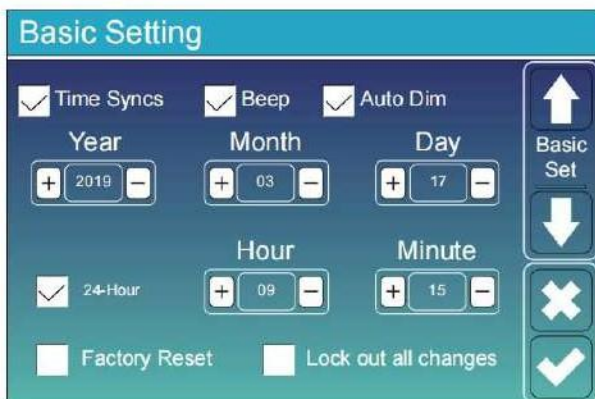 Basic Setting
Time Syncs Beep Auto Dim
Year Month Day
Basic
Set
+ 2019 − + 03 − + 17 −
Hour Minute
24-Hour + 09 − + 15 −
Factory Reset Lock out all changes